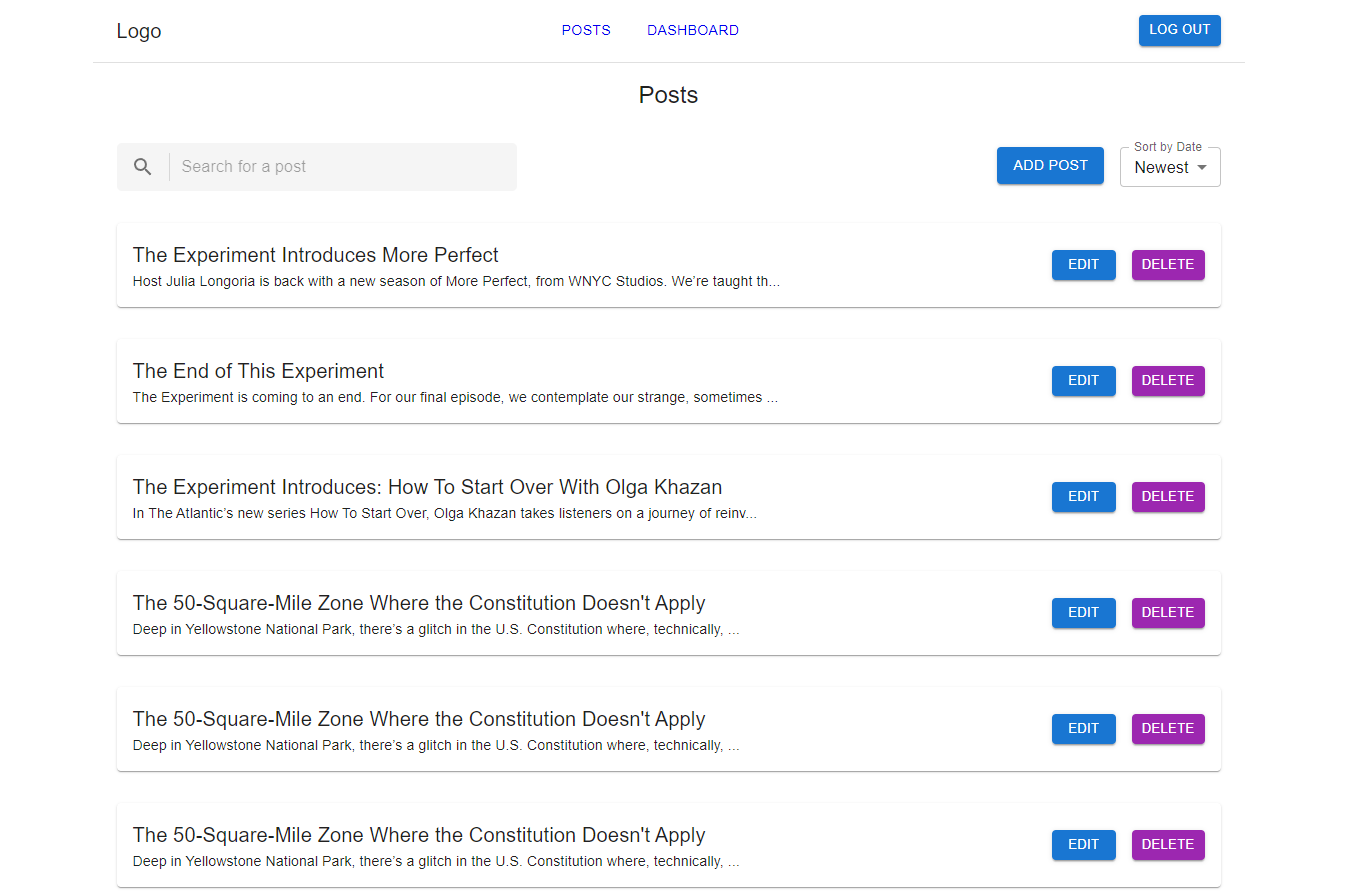 Logo
POSTS
DASHBOARD
LOG OUT
Posts
Search for a post
ADD POST
Sort by Date
Newest
The Experiment Introduces More Perfect
Host Julia Longoria is back with a new season of More Perfect, from WNYC Studios. We’re taught th...
EDIT
DELETE
The End of This Experiment
The Experiment is coming to an end. For our final episode, we contemplate our strange, sometimes ...
EDIT
DELETE
The Experiment Introduces: How To Start Over With Olga Khazan
In The Atlantic’s new series How To Start Over, Olga Khazan takes listeners on a journey of reinv...
EDIT
DELETE
The 50-Square-Mile Zone Where the Constitution Doesn't Apply
Deep in Yellowstone National Park, there’s a glitch in the U.S. Constitution where, technically, ...
EDIT
DELETE
The 50-Square-Mile Zone Where the Constitution Doesn't Apply
Deep in Yellowstone National Park, there’s a glitch in the U.S. Constitution where, technically, ...
EDIT
DELETE
The 50-Square-Mile Zone Where the Constitution Doesn't Apply
Deep in Yellowstone National Park, there’s a glitch in the U.S. Constitution where, technically, ...
EDIT
DELETE